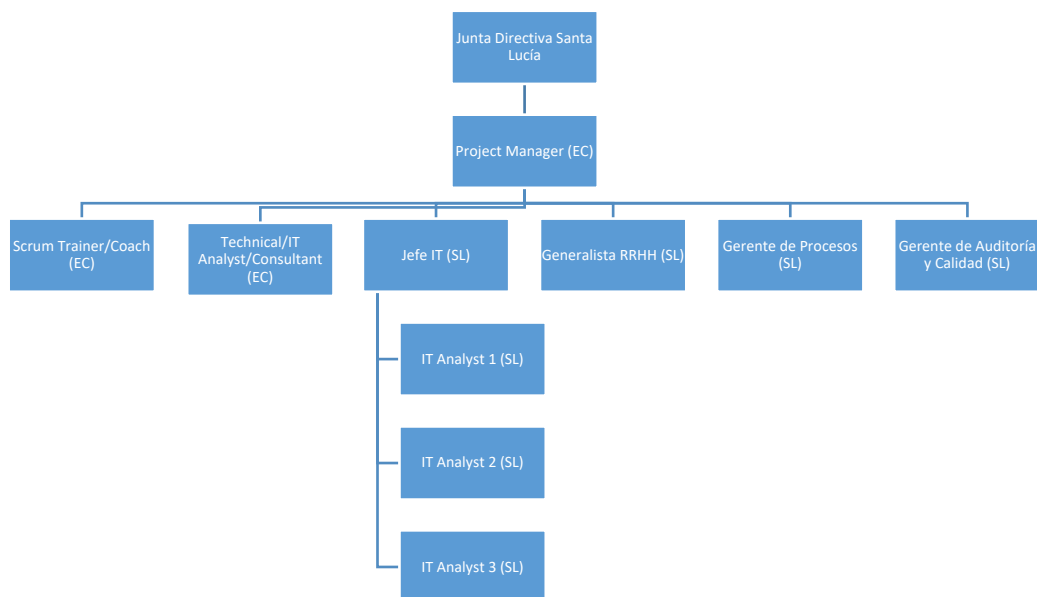 Junta Directiva Santa
Lucía
Project Manager (EC)
Scrum Trainer/Coach
(EC)
Technical/IT
Analyst/Consultant
(EC)
Jefe IT (SL)
Generalista RRHH (SL)
Gerente de Procesos
(SL)
Gerente de Auditoría
y Calidad (SL)
IT Analyst 1 (SL)
IT Analyst 2 (SL)
IT Analyst 3 (SL)